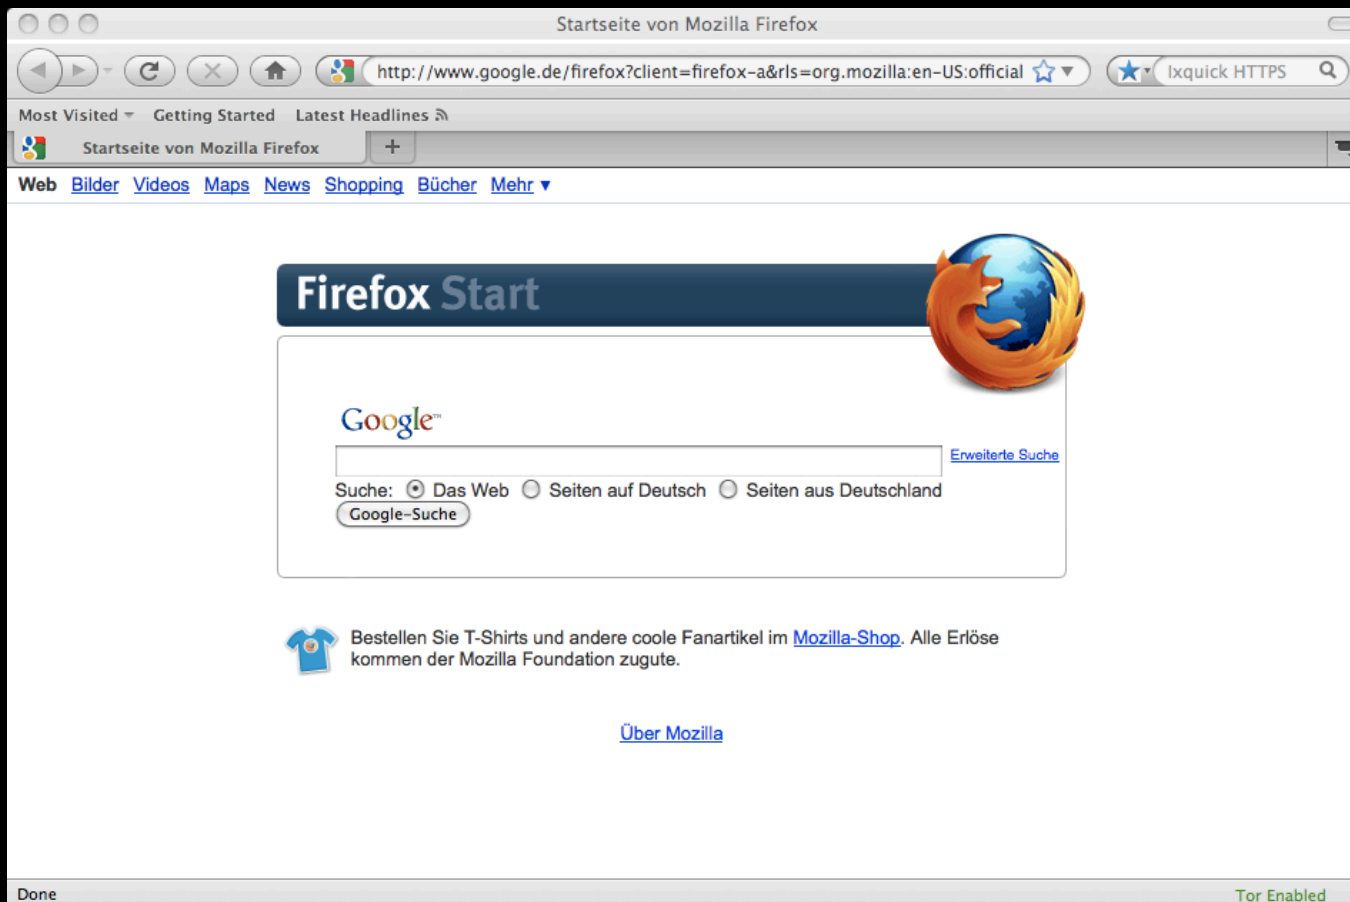 Startseite von Mozilla Firefox
http://www.google.de/firefox?client=firefox-a&rls=org.mozilla:en-US:official Ixquick HTTPS
Most Visited Getting Started Latest Headlines
Startseite von Mozilla Firefox +
Web Bilder Videos Maps News Shopping Bücher Mehr ▼
Firefox Start
Google™
Erweiterte Suche
Suche: Das Web Seiten auf Deutsch Seiten aus Deutschland
Google-Suche
Bestellen Sie T-Shirts und andere coole Fanartikel im Mozilla-Shop. Alle Erlöse
kommen der Mozilla Foundation zugute.
Über Mozilla
Done Tor Enabled